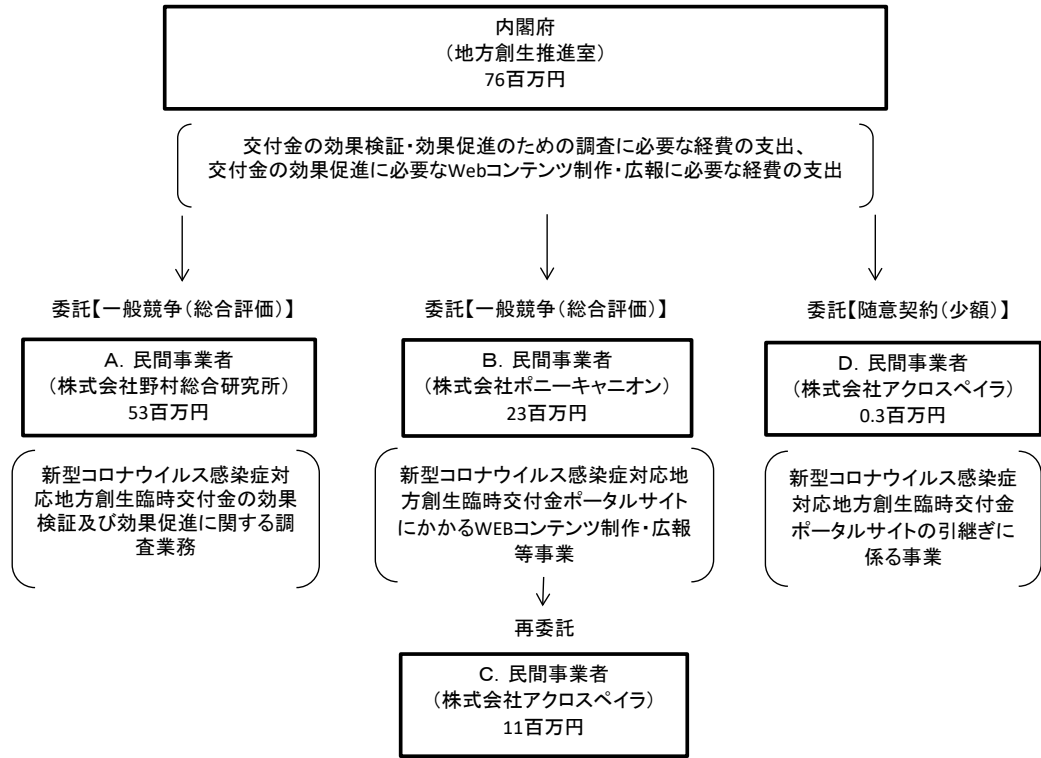 内閣府
（地方創生推進室）
76百万円
交付金の効果検証・効果促進のための調査に必要な経費の支出、
交付金の効果促進に必要なWebコンテンツ制作・広報に必要な経費の支出
委託【一般競争（総合評価）】
A．民間事業者
（株式会社野村総合研究所）
53百万円
新型コロナウイルス感染症対
応地方創生臨時交付金の効果
検証及び効果促進に関する調
査業務
委託【一般競争（総合評価）】
B．民間事業者
（株式会社ポニーキャニオン）
23百万円
新型コロナウイルス感染症対応地
方創生臨時交付金ポータルサイト
にかかるWEBコンテンツ制作・広報
等事業
再委託
C．民間事業者
（株式会社アクロスペイラ）
11百万円
委託【随意契約（少額）】
D．民間事業者
（株式会社アクロスペイラ）
0.3百万円
新型コロナウイルス感染症
対応地方創生臨時交付金
ポータルサイトの引継ぎに
係る事業